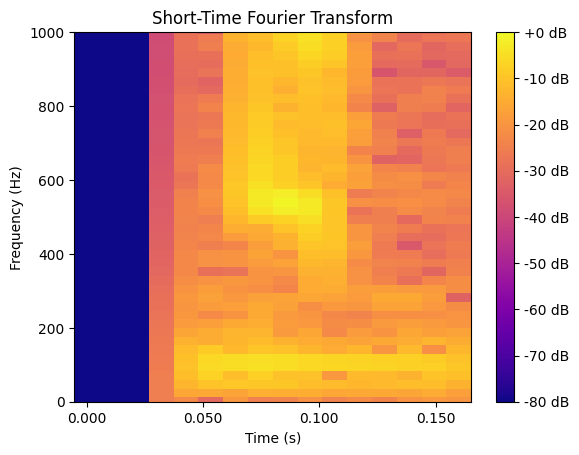 Short-Time Fourier Transform
1000
800
600
400
200
0
Frequency (Hz)
0.000
0.050
0.100
0.150
Time (s)
+0 dB
-10 dB
-20 dB
-30 dB
-40 dB
-50 dB
-60 dB
-70 dB
-80 dB